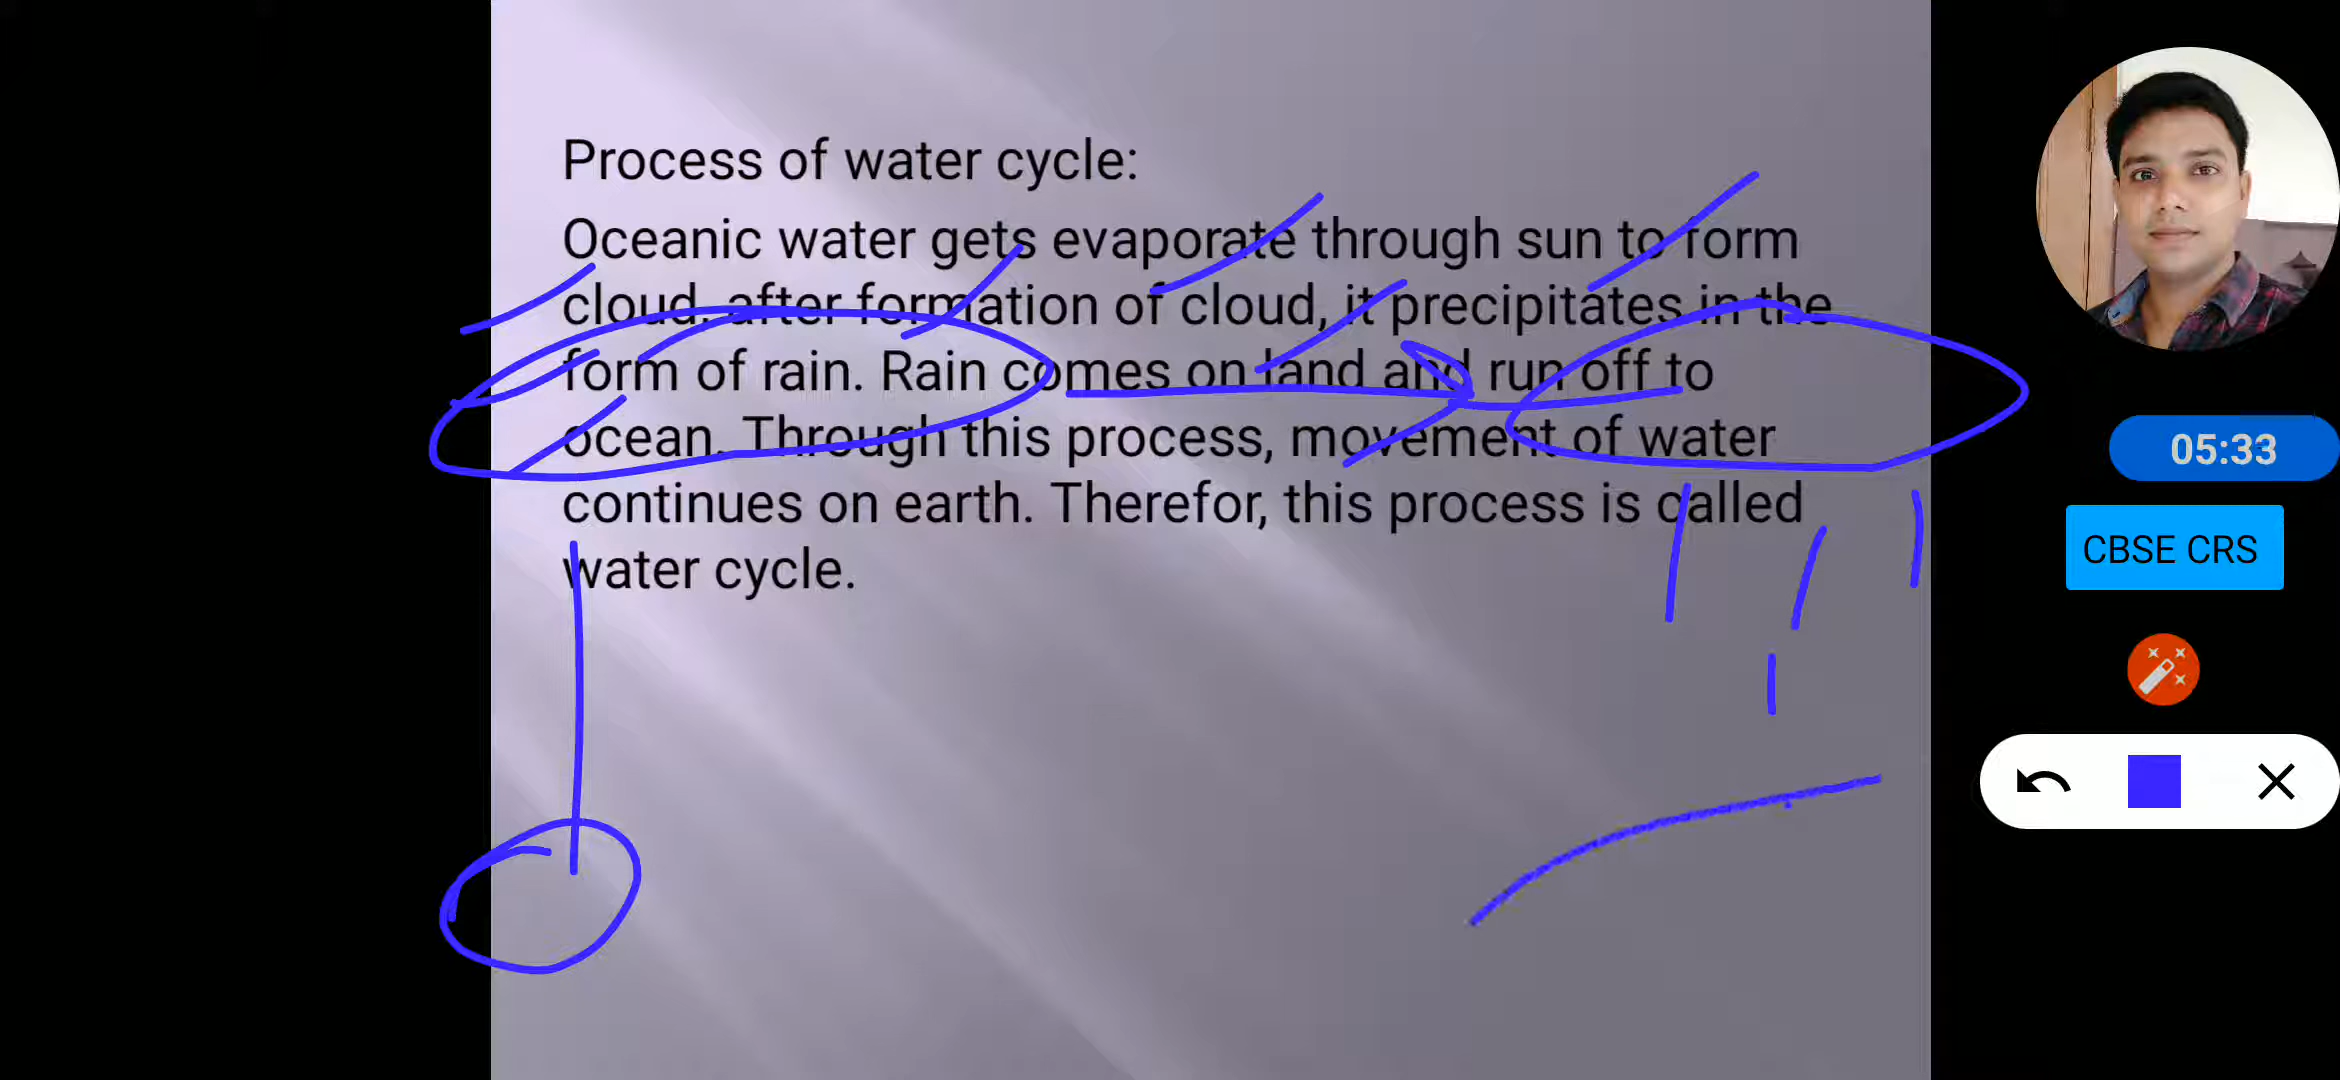 Process of water cycle:
Oceanic water gets evaporate through sun to form
cloud, after formation of cloud, it precipitates in the
form of rain. Rain comes on land and run off to
ocean. Through this process, movement of water
continues on earth. Therefor, this process is called
water cycle.
05:33
CBSE CRS